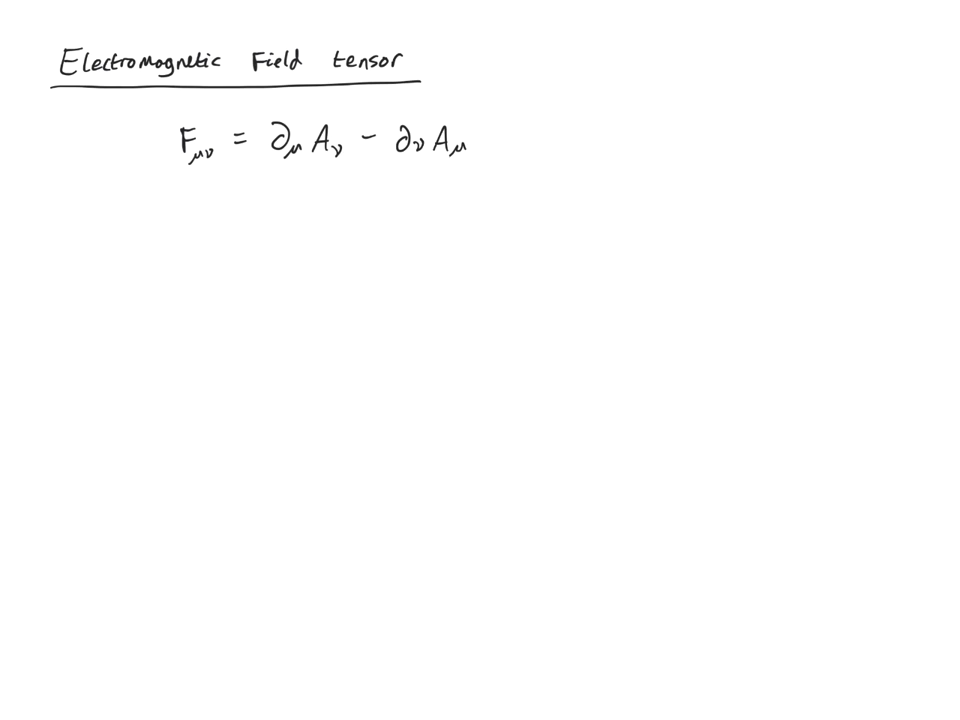 Electromagnetic Field tensor
F_μν = ∂_μ A_ν - ∂_ν A_μ